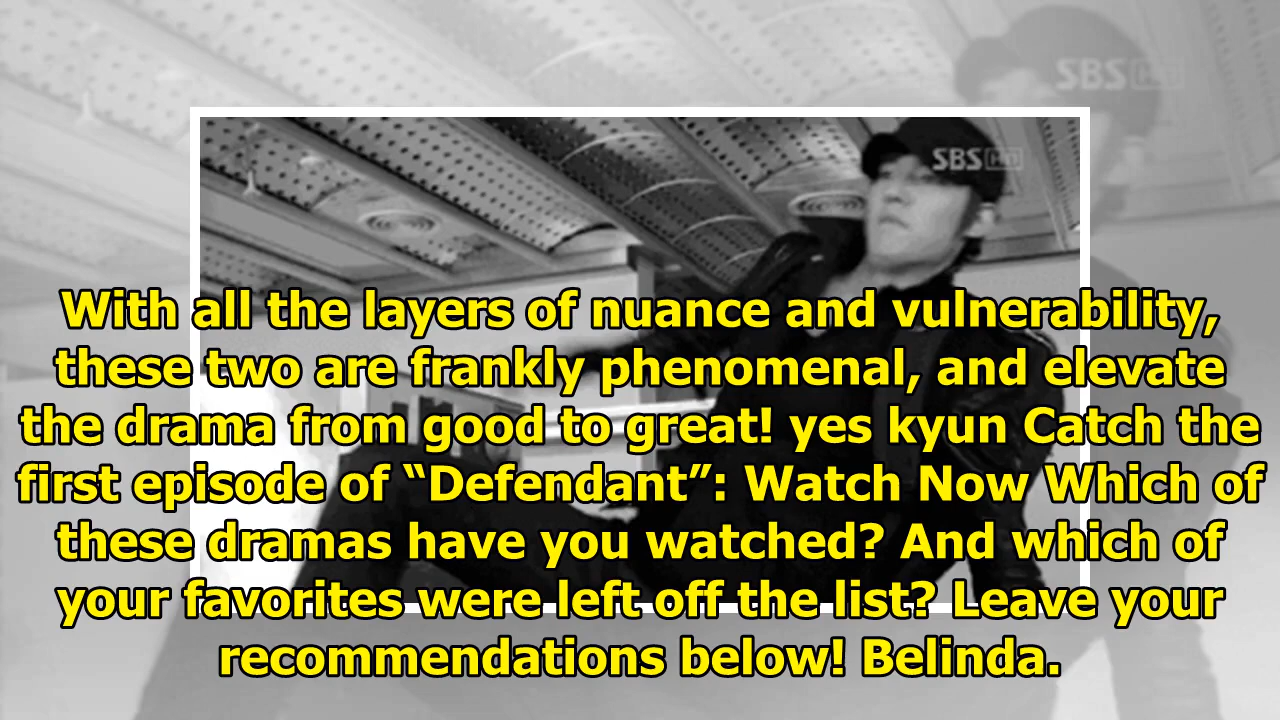 SBS HD
SBS HD
With all the layers of nuance and vulnerability,
these two are frankly phenomenal, and elevate
the drama from good to great! yes kyun Catch the
first episode of “Defendant”: Watch Now Which of
these dramas have you watched? And which of
your favorites were left off the list? Leave your
recommendations below! Belinda.